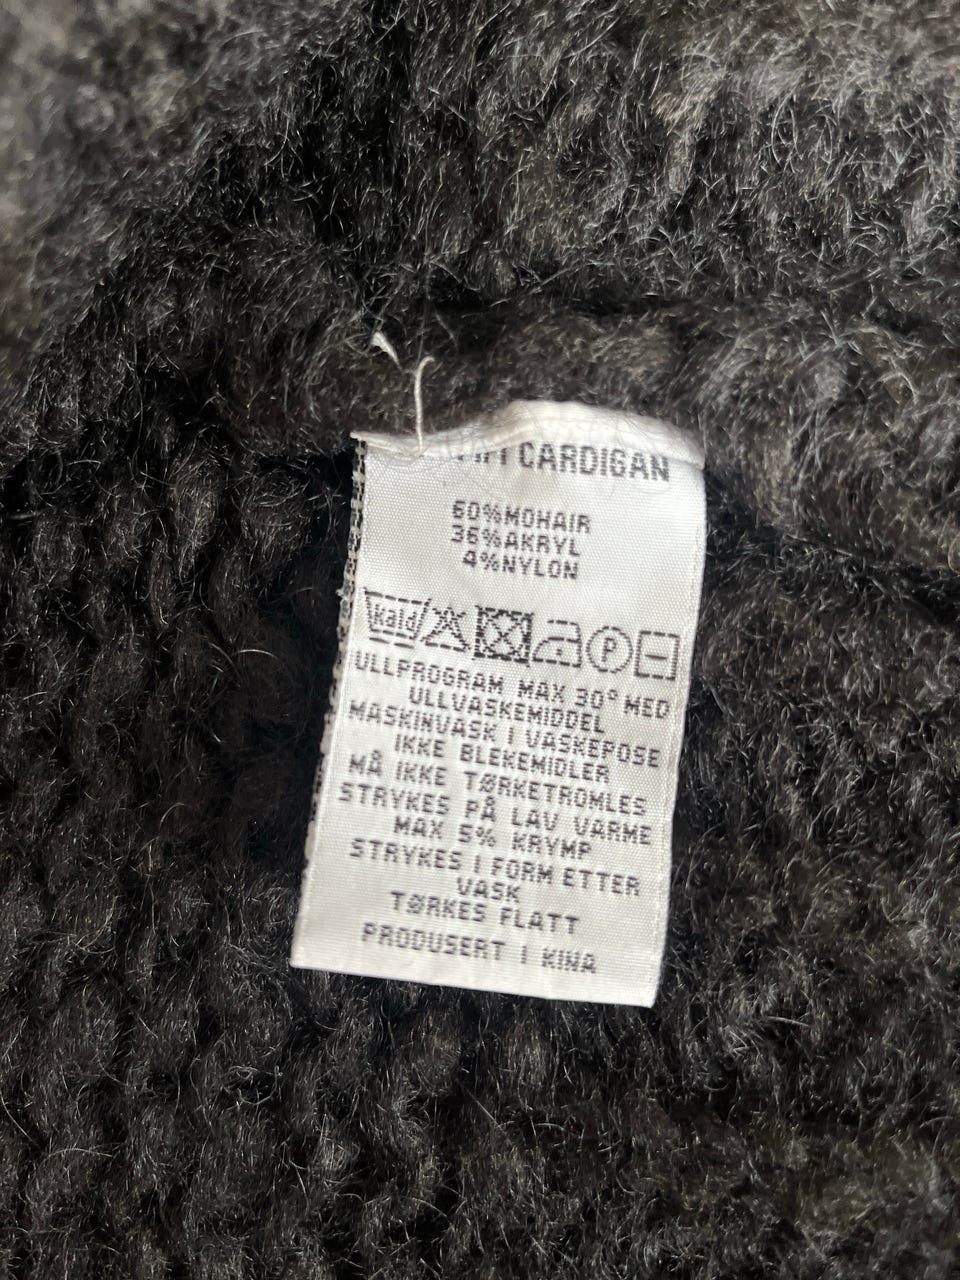 CARDIGAN
60%MOHAIR
36%AKRYL
4%NYLON
kald P
ULLPROGRAM MAX 30° MED
ULLVASKEMIDDEL
MASKINVASK I VASKEPOSE
IKKE BLEKEMIDLER
MÅ IKKE TØRKETROMLES
STRYKES PÅ LAV VARME
MAX 5% KRYMP
STRYKES I FORM ETTER
VASK
TØRKES FLATT
PRODUSERT I KINA